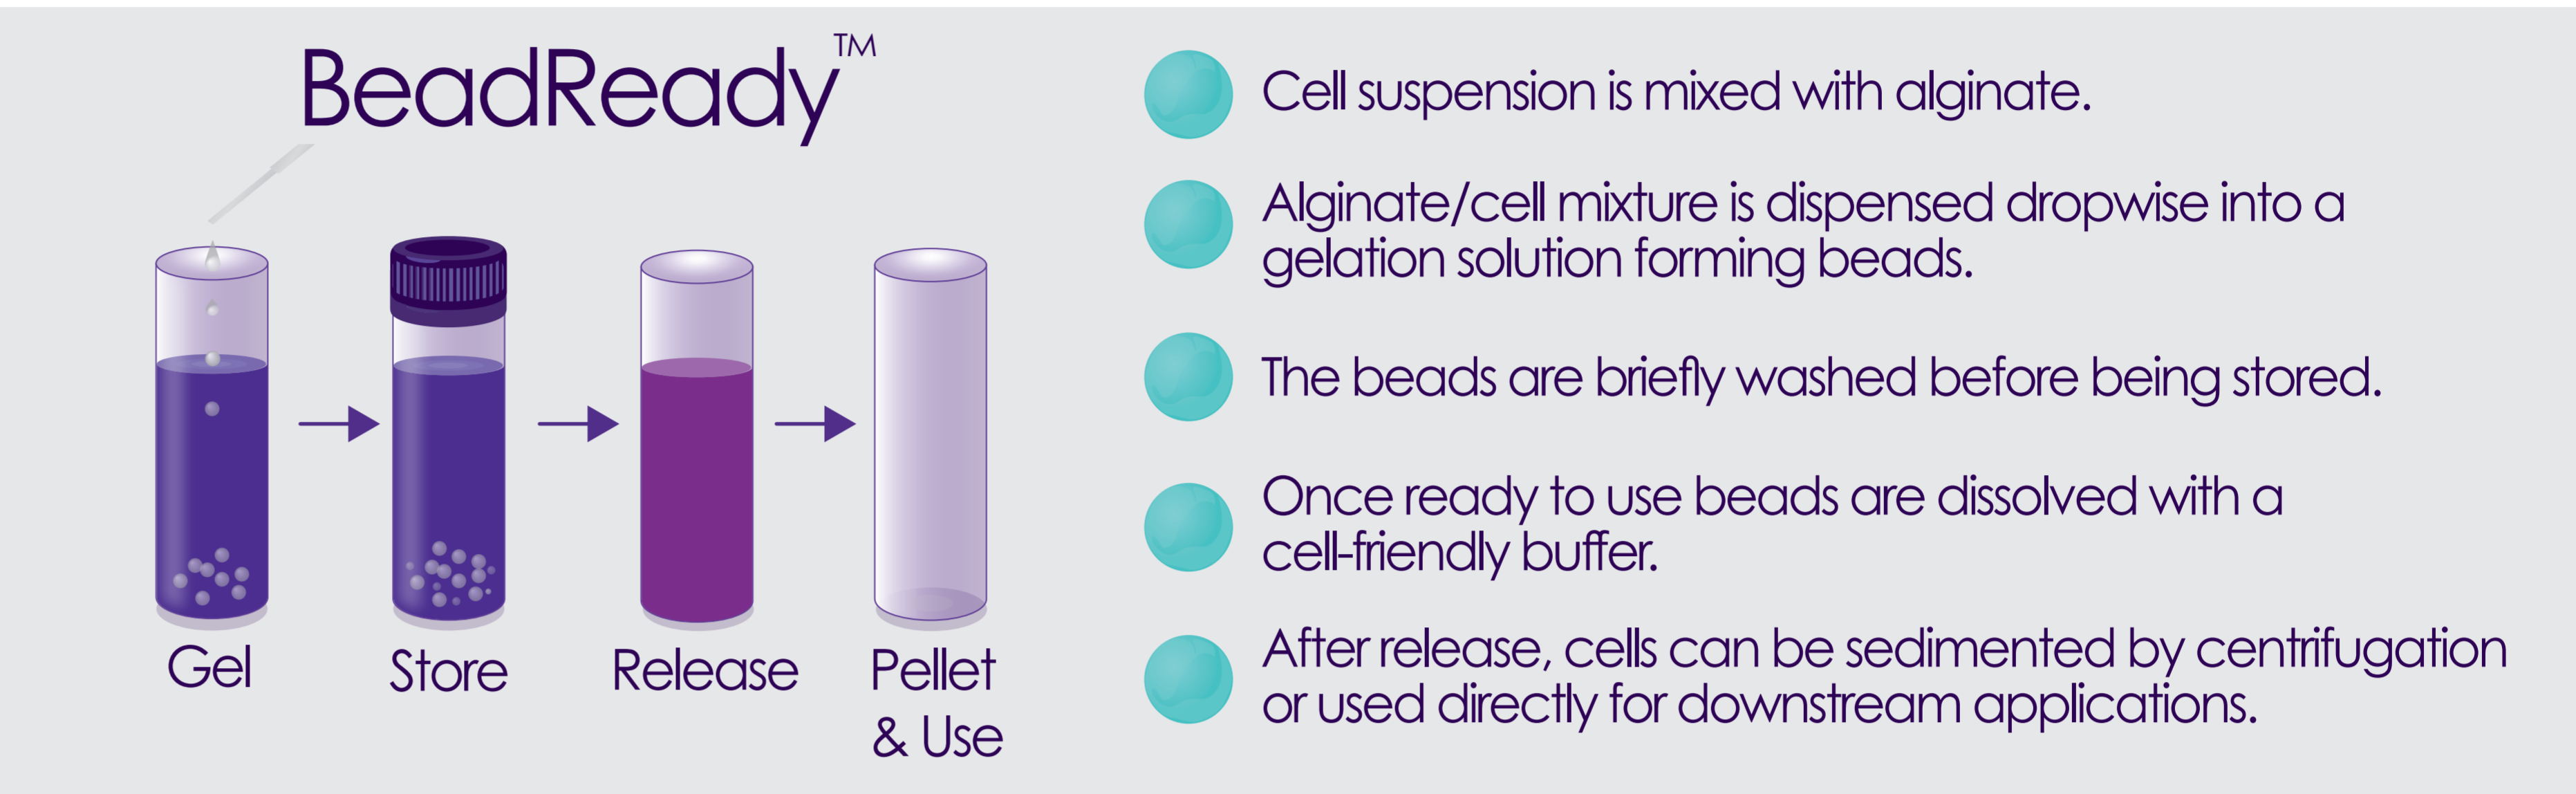 BeadReady™
Gel
Store
Release
Pellet
& Use
Cell suspension is mixed with alginate.
Alginate/cell mixture is dispensed dropwise into a
gelation solution forming beads.
The beads are briefly washed before being stored.
Once ready to use beads are dissolved with a
cell-friendly buffer.
After release, cells can be sedimented by centrifugation
or used directly for downstream applications.